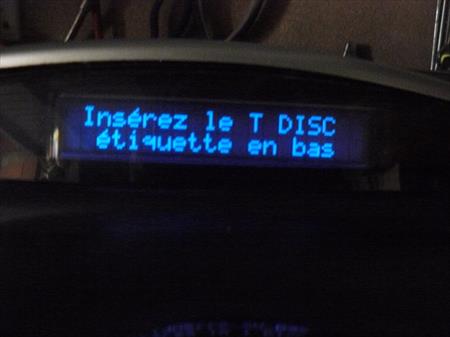 Insérez le T DISC
étiquette en bas